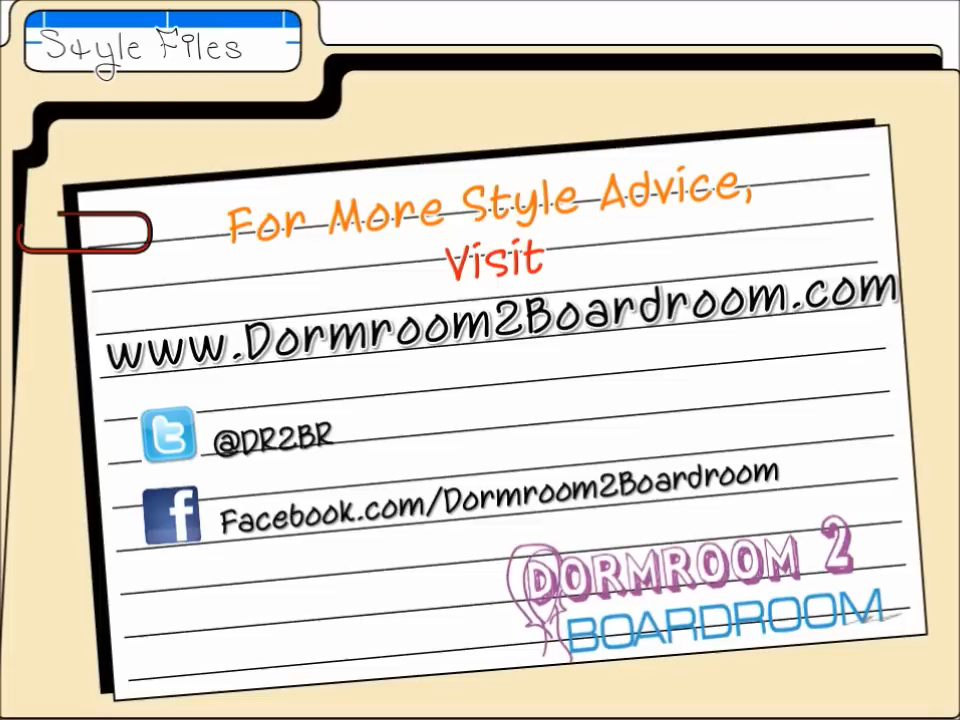 Style Files
For More Style Advice,
Visit
www.Dormroom2Boardroom.com
@DR2BR
Facebook.com/Dormroom2Boardroom
DORMROOM 2
BOARDROOM